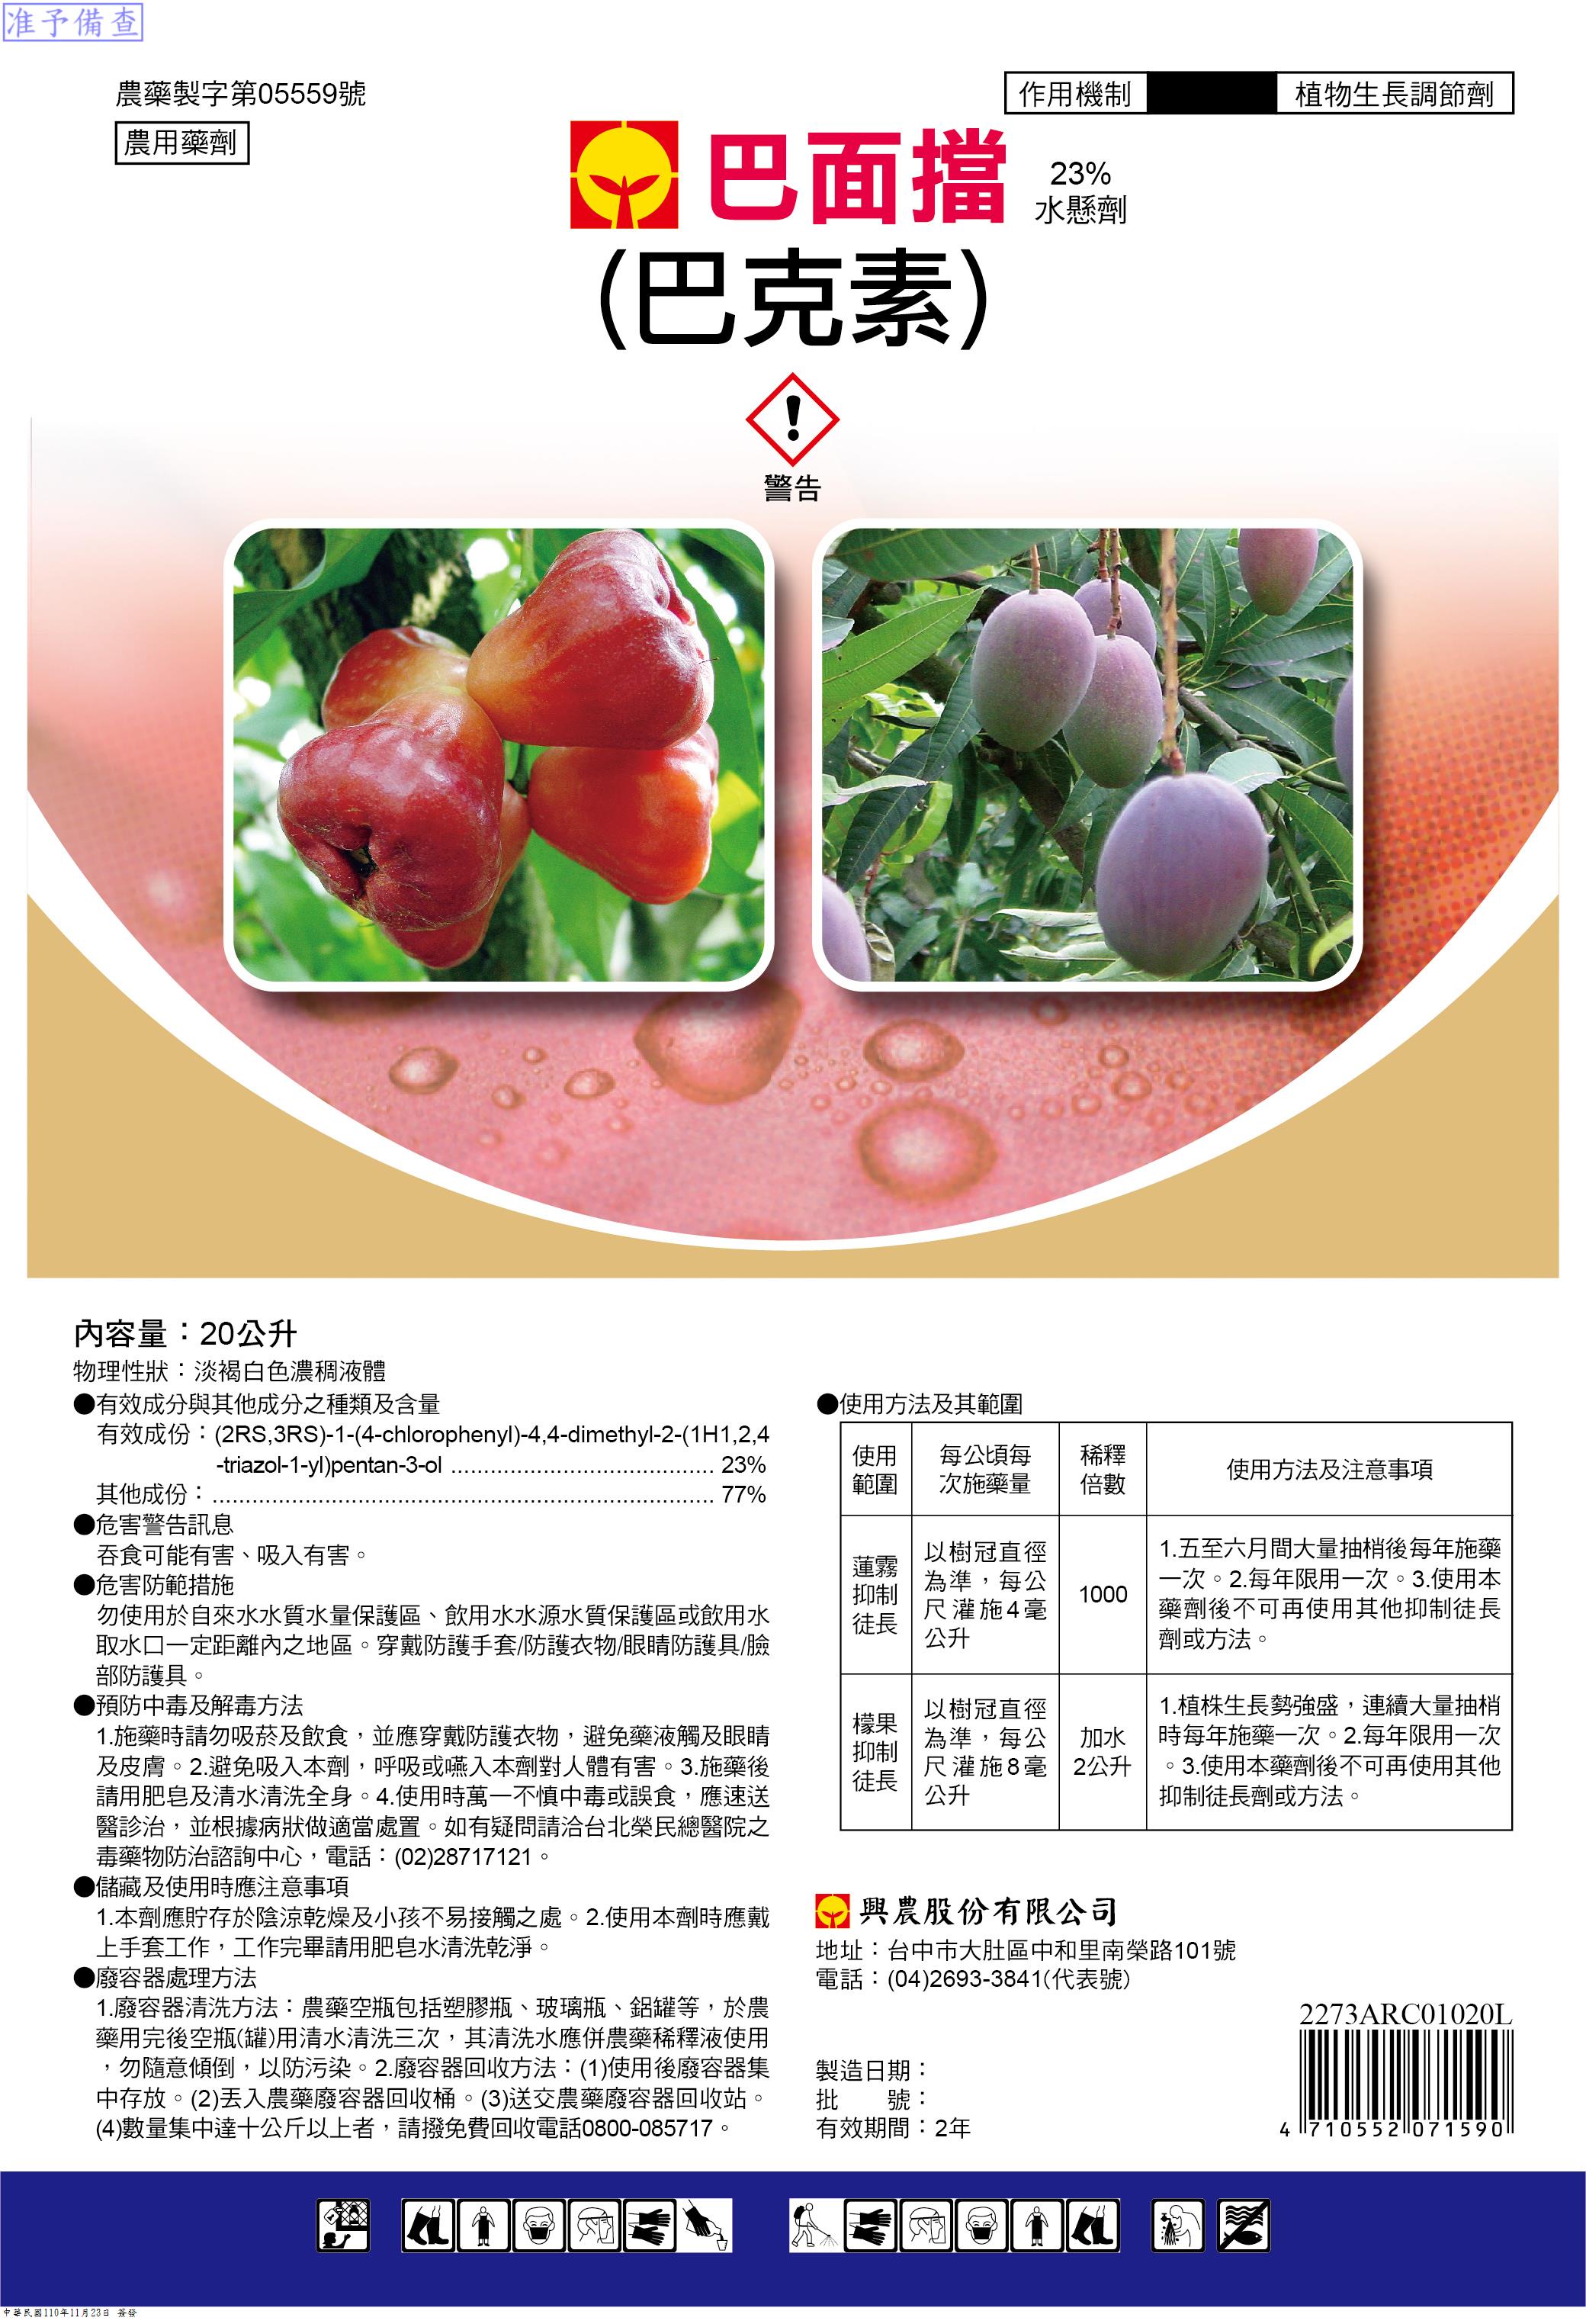 准予備查
農藥製字第05559號
農用藥劑
作用機制
植物生長調節劑
巴面擋
23%
水懸劑
(巴克素)
警告
內容量：20公升
物理性狀：淡褐白色濃稠液體
●有效成分與其他成分之種類及含量
有效成份：(2RS,3RS)-1-(4-chlorophenyl)-4,4-dimethyl-2-(1H1,2,4
-triazol-1-yl)pentan-3-ol ........................................ 23%
其他成份：............................................................................ 77%
●危害警告訊息
吞食可能有害、吸入有害。
●危害防範措施
勿使用於自來水水質水量保護區、飲用水水源水質保護區或飲用水
取水口一定距離內之地區。穿戴防護手套/防護衣物/眼睛防護具/臉
部防護具。
●預防中毒及解毒方法
1.施藥時請勿吸菸及飲食，並應穿戴防護衣物，避免藥液觸及眼睛
及皮膚。2.避免吸入本劑，呼吸或嚥入本劑對人體有害。3.施藥後
請用肥皂及清水清洗全身。4.使用時萬一不慎中毒或誤食，應速送
醫診治，並根據病狀做適當處置。如有疑問請洽台北榮民總醫院之
毒藥物防治諮詢中心，電話：(02)28717121。
●儲藏及使用時應注意事項
1.本劑應貯存於陰涼乾燥及小孩不易接觸之處。2.使用本劑時應戴
上手套工作，工作完畢請用肥皂水清洗乾淨。
●廢容器處理方法
1.廢容器清洗方法：農藥空瓶包括塑膠瓶、玻璃瓶、鋁罐等，於農
藥用完後空瓶(罐)用清水清洗三次，其清洗水應併農藥稀釋液使用
，勿隨意傾倒，以防污染。2.廢容器回收方法：(1)使用後廢容器集
中存放。(2)丟入農藥廢容器回收桶。(3)送交農藥廢容器回收站。
(4)數量集中達十公斤以上者，請撥免費回收電話0800-085717。
●使用方法及其範圍
使用
範圍
每公頃每
次施藥量
稀釋
倍數
使用方法及注意事項
蓮霧
抑制
徒長
以樹冠直徑
為準，每公
尺灌施4毫
公升
1000
1.五至六月間大量抽梢後每年施藥
一次。2.每年限用一次。3.使用本
藥劑後不可再使用其他抑制徒長
劑或方法。
檬果
抑制
徒長
以樹冠直徑
為準，每公
尺灌施8毫
公升
加水
2公升
1.植株生長勢強盛，連續大量抽梢
時每年施藥一次。2.每年限用一次
。3.使用本藥劑後不可再使用其他
抑制徒長劑或方法。
興農股份有限公司
地址：台中市大肚區中和里南榮路101號
電話：(04)2693-3841(代表號)
2273ARC01020L
製造日期：
批　　號：
有效期間：2年
4 710552 071590
中華民國110年11月23日 簽發